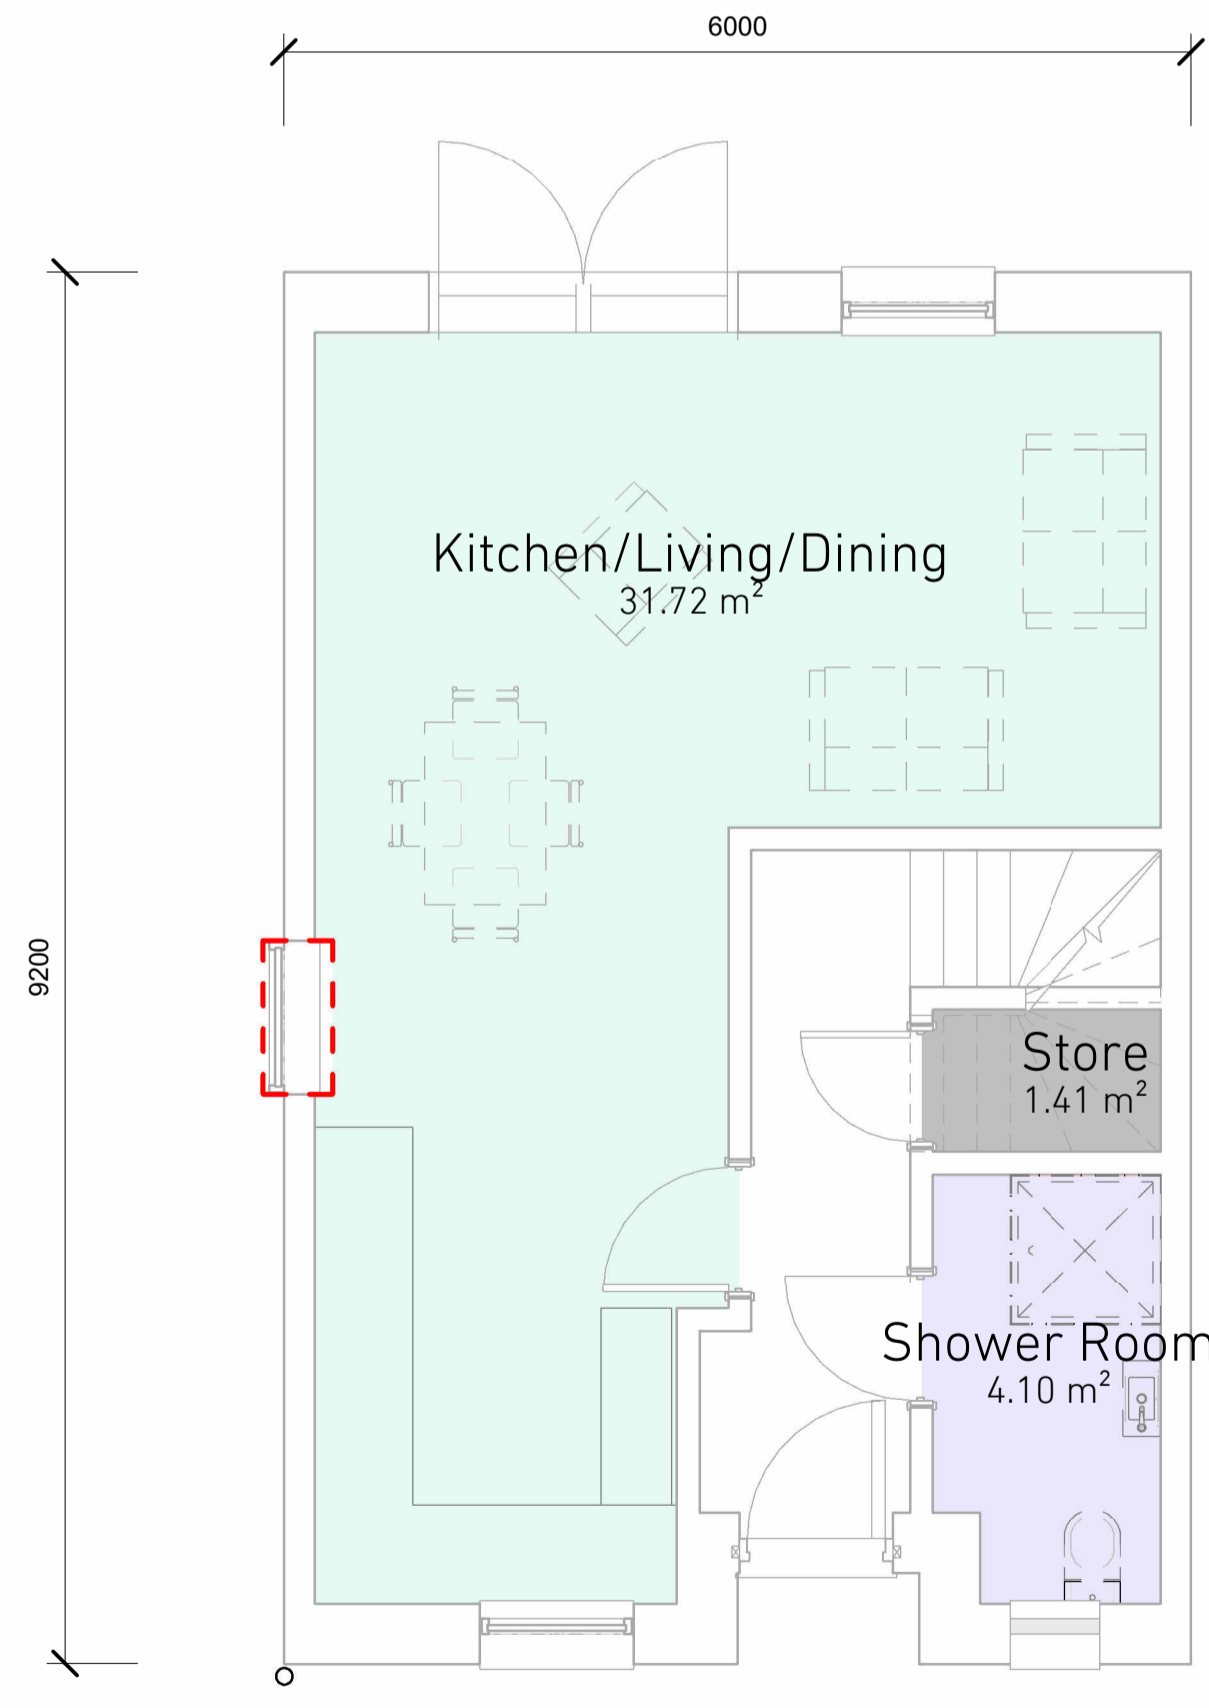 6000
Kitchen/Living/Dining
31.72 m²
9200
Store
1.41 m²
Shower Room
4.10 m²